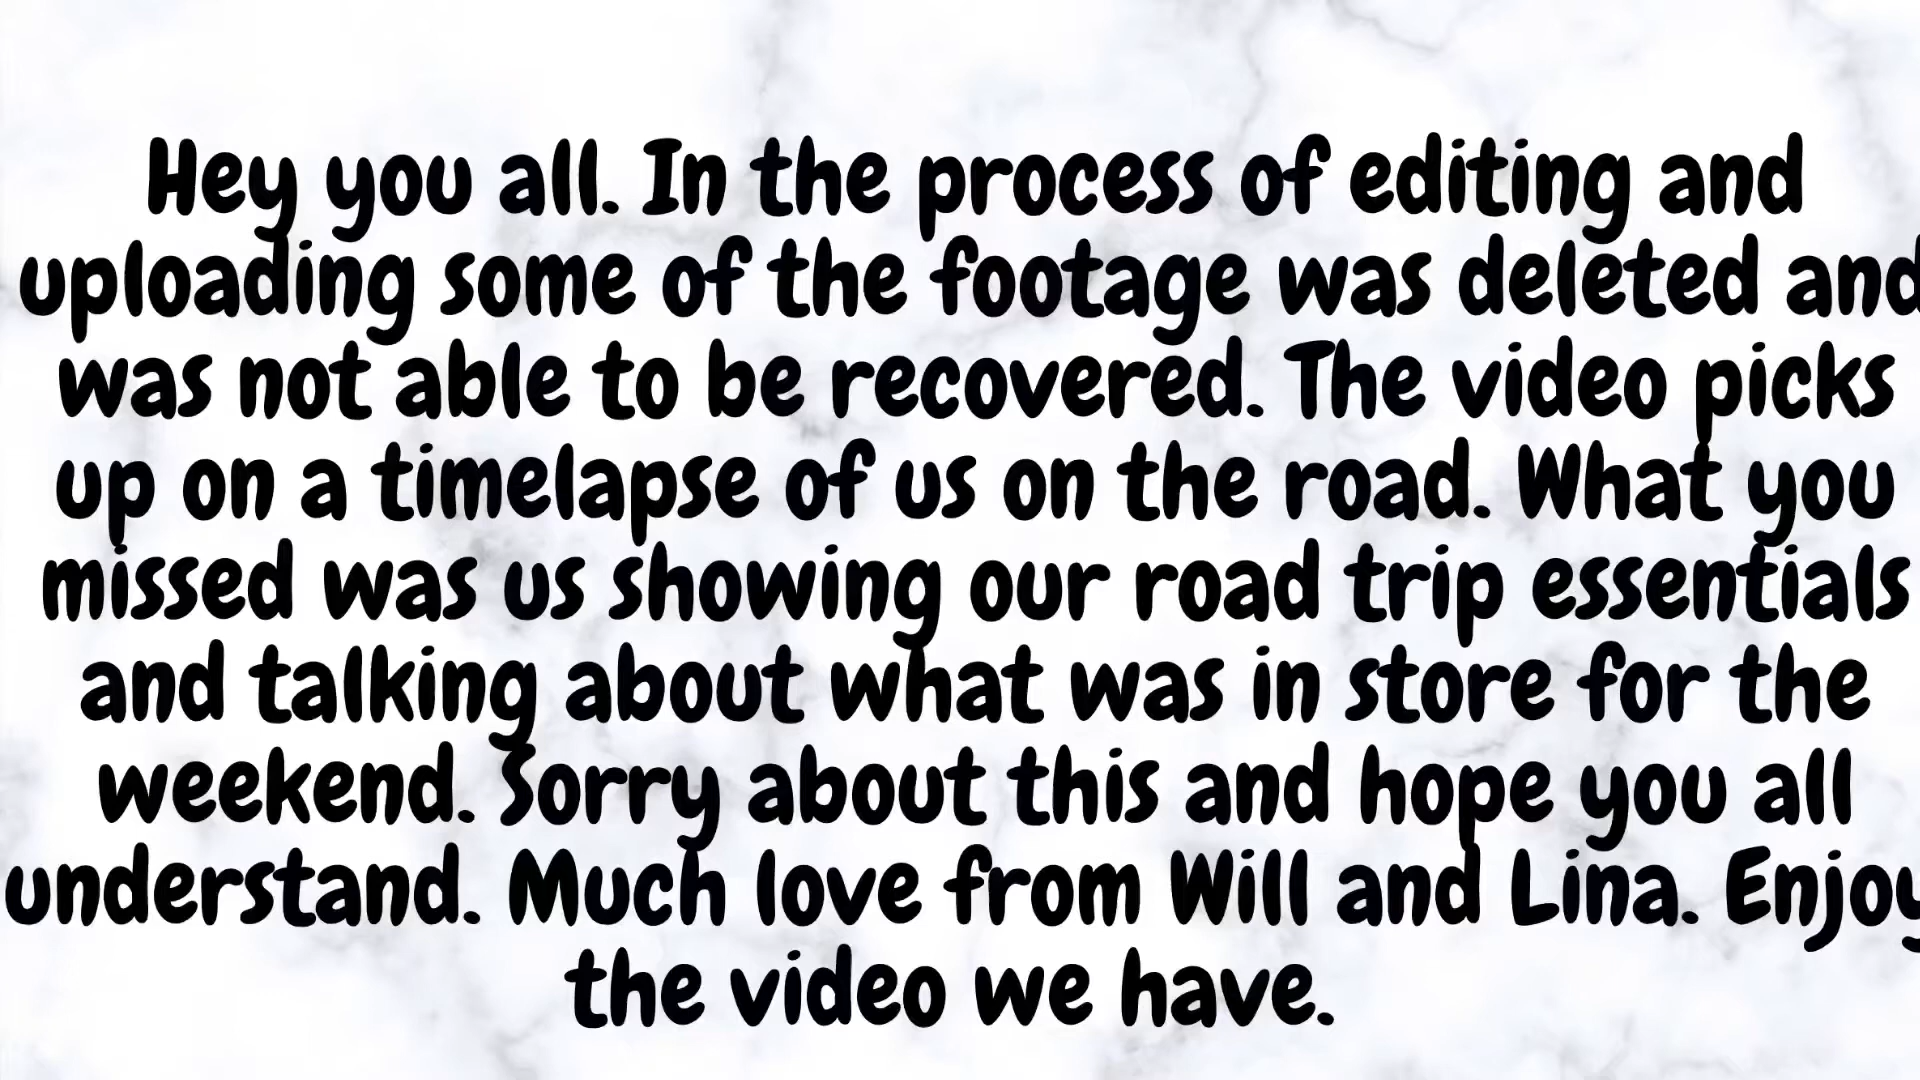 Hey you all. In the process of editing and
uploading some of the footage was deleted and
was not able to be recovered. The video picks
up on a timelapse of us on the road. What you
missed was us showing our road trip essentials
and talking about what was in store for the
weekend. Sorry about this and hope you all
understand. Much love from Will and Lina. Enjoy
the video we have.